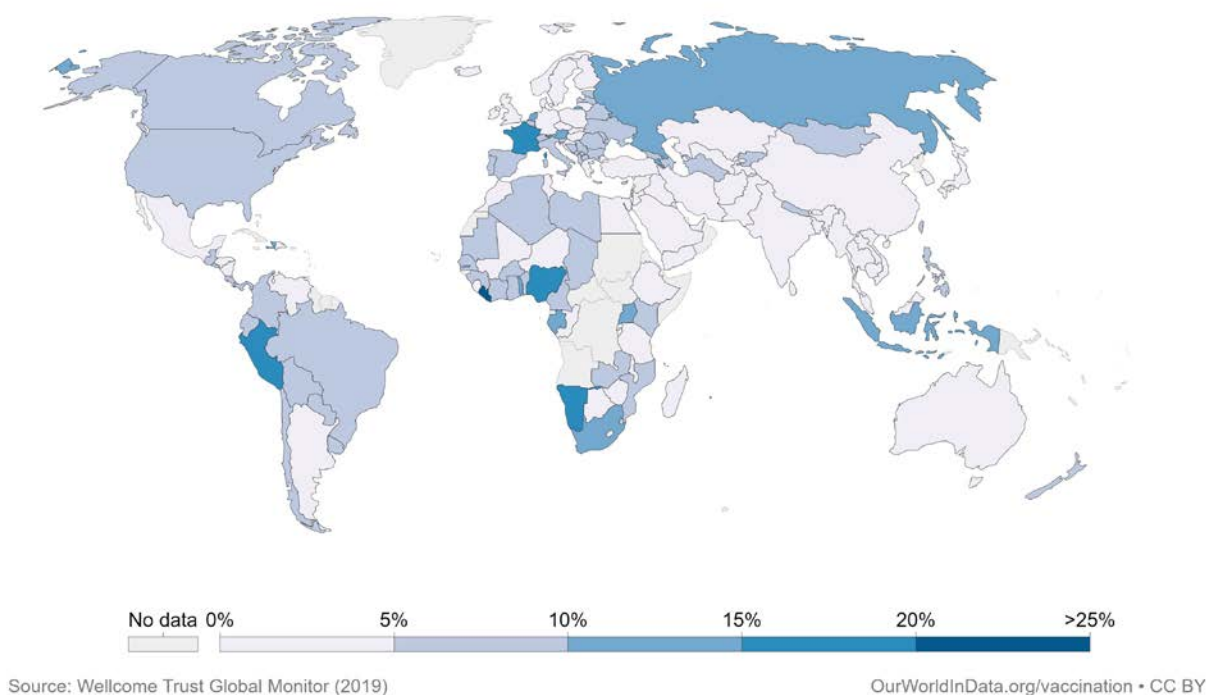 No data 0% 5% 10% 15% 20% >25%
Source: Wellcome Trust Global Monitor (2019) OurWorldInData.org/vaccination • CC BY